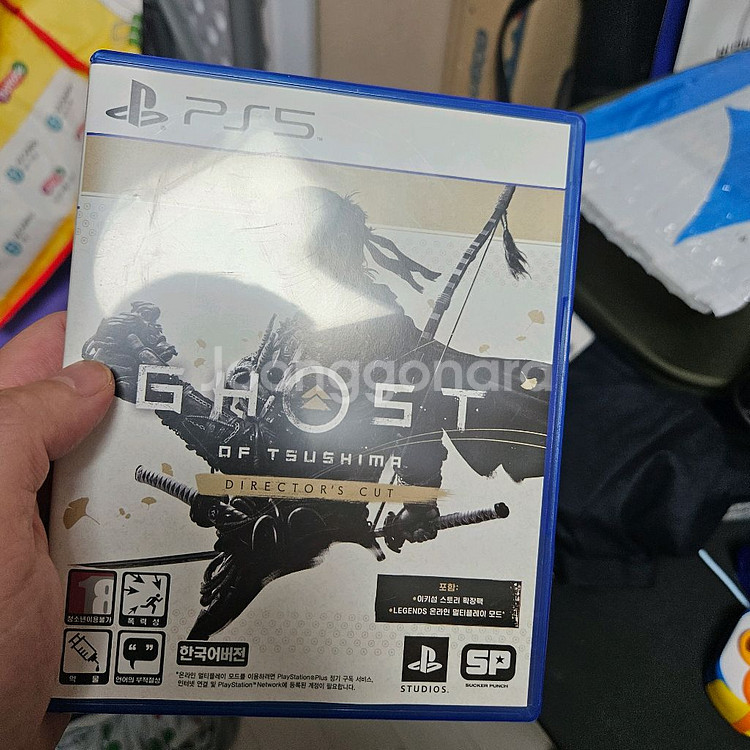 PS5
Joonggonara
GHOST
OF TSUSHIMA
DIRECTOR'S CUT
포함:
*이키섬 스토리 확장팩
*LEGENDS 온라인 멀티플레이 모드*
18
청소년이용불가
폭력성
약물
언어의 부적절성
한국어버전
*온라인 멀티플레이 모드를 이용하려면 PlayStation®Plus 정기 구독 서비스,
인터넷 연결 및 PlayStation™Network에 등록된 계정이 필요합니다.
PS
STUDIOS.
SP
SUCKER PUNCH